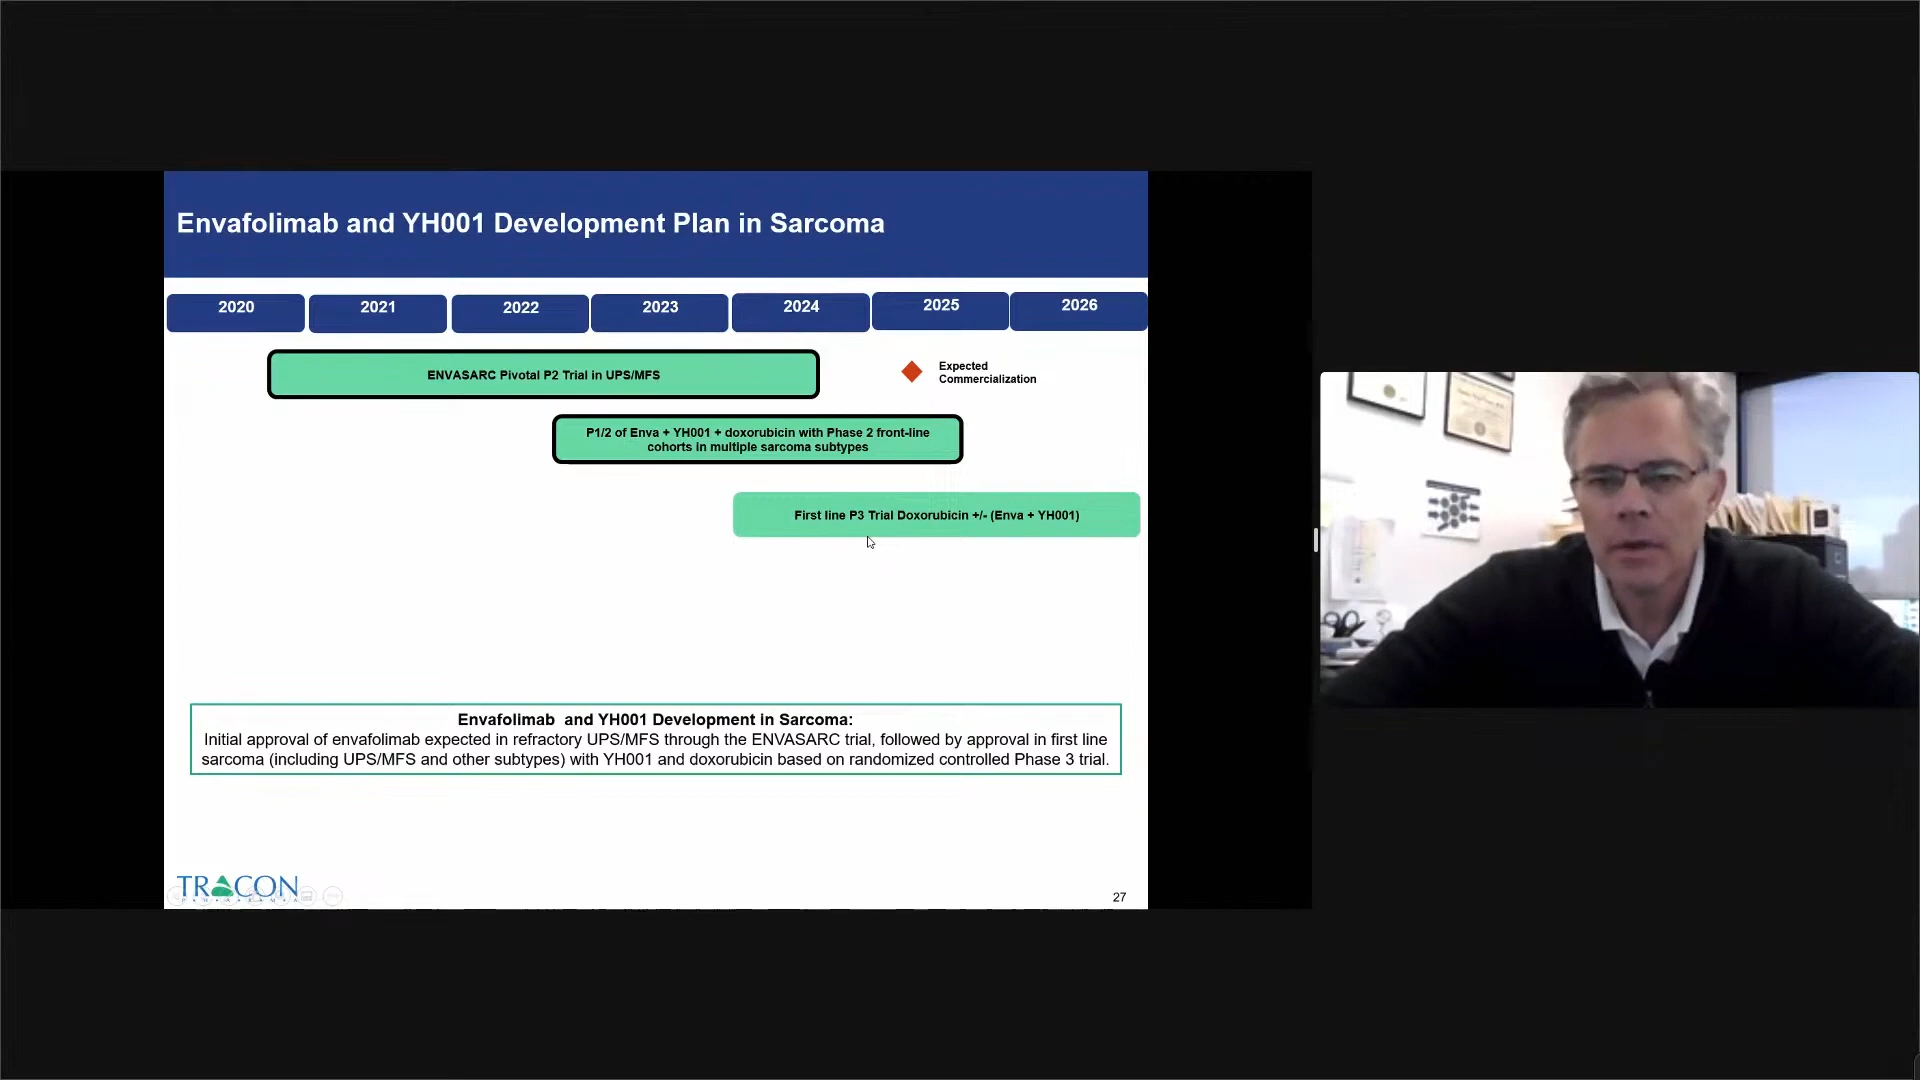 Envafolimab and YH001 Development Plan in Sarcoma
2020 2021 2022 2023 2024 2025 2026
ENVASARC Pivotal P2 Trial in UPS/MFS
Expected
Commercialization
P1/2 of Enva + YH001 + doxorubicin with Phase 2 front-line
cohorts in multiple sarcoma subtypes
First line P3 Trial Doxorubicin +/- (Enva + YH001)
Envafolimab and YH001 Development in Sarcoma:
Initial approval of envafolimab expected in refractory UPS/MFS through the ENVASARC trial, followed by approval in first line
sarcoma (including UPS/MFS and other subtypes) with YH001 and doxorubicin based on randomized controlled Phase 3 trial.
TRACON
27